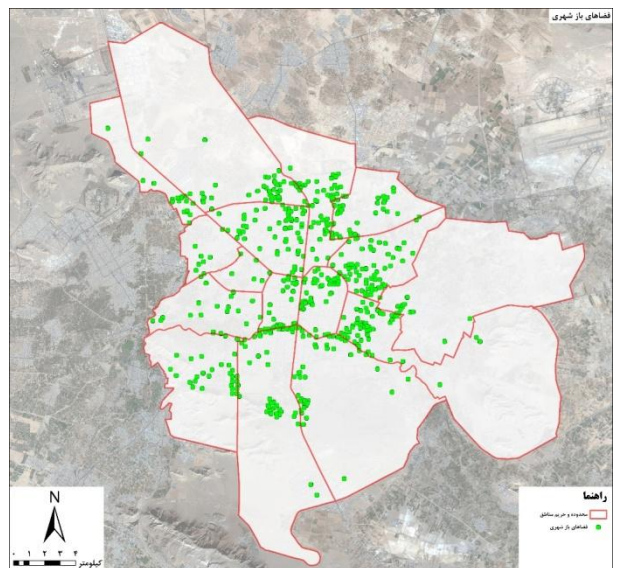 فضاهای باز شهری
N
۰ ۱ ۲ ۳ ۴
کیلومتر
راهنما
محدوده و حریم مناطق
فضاهای باز شهری